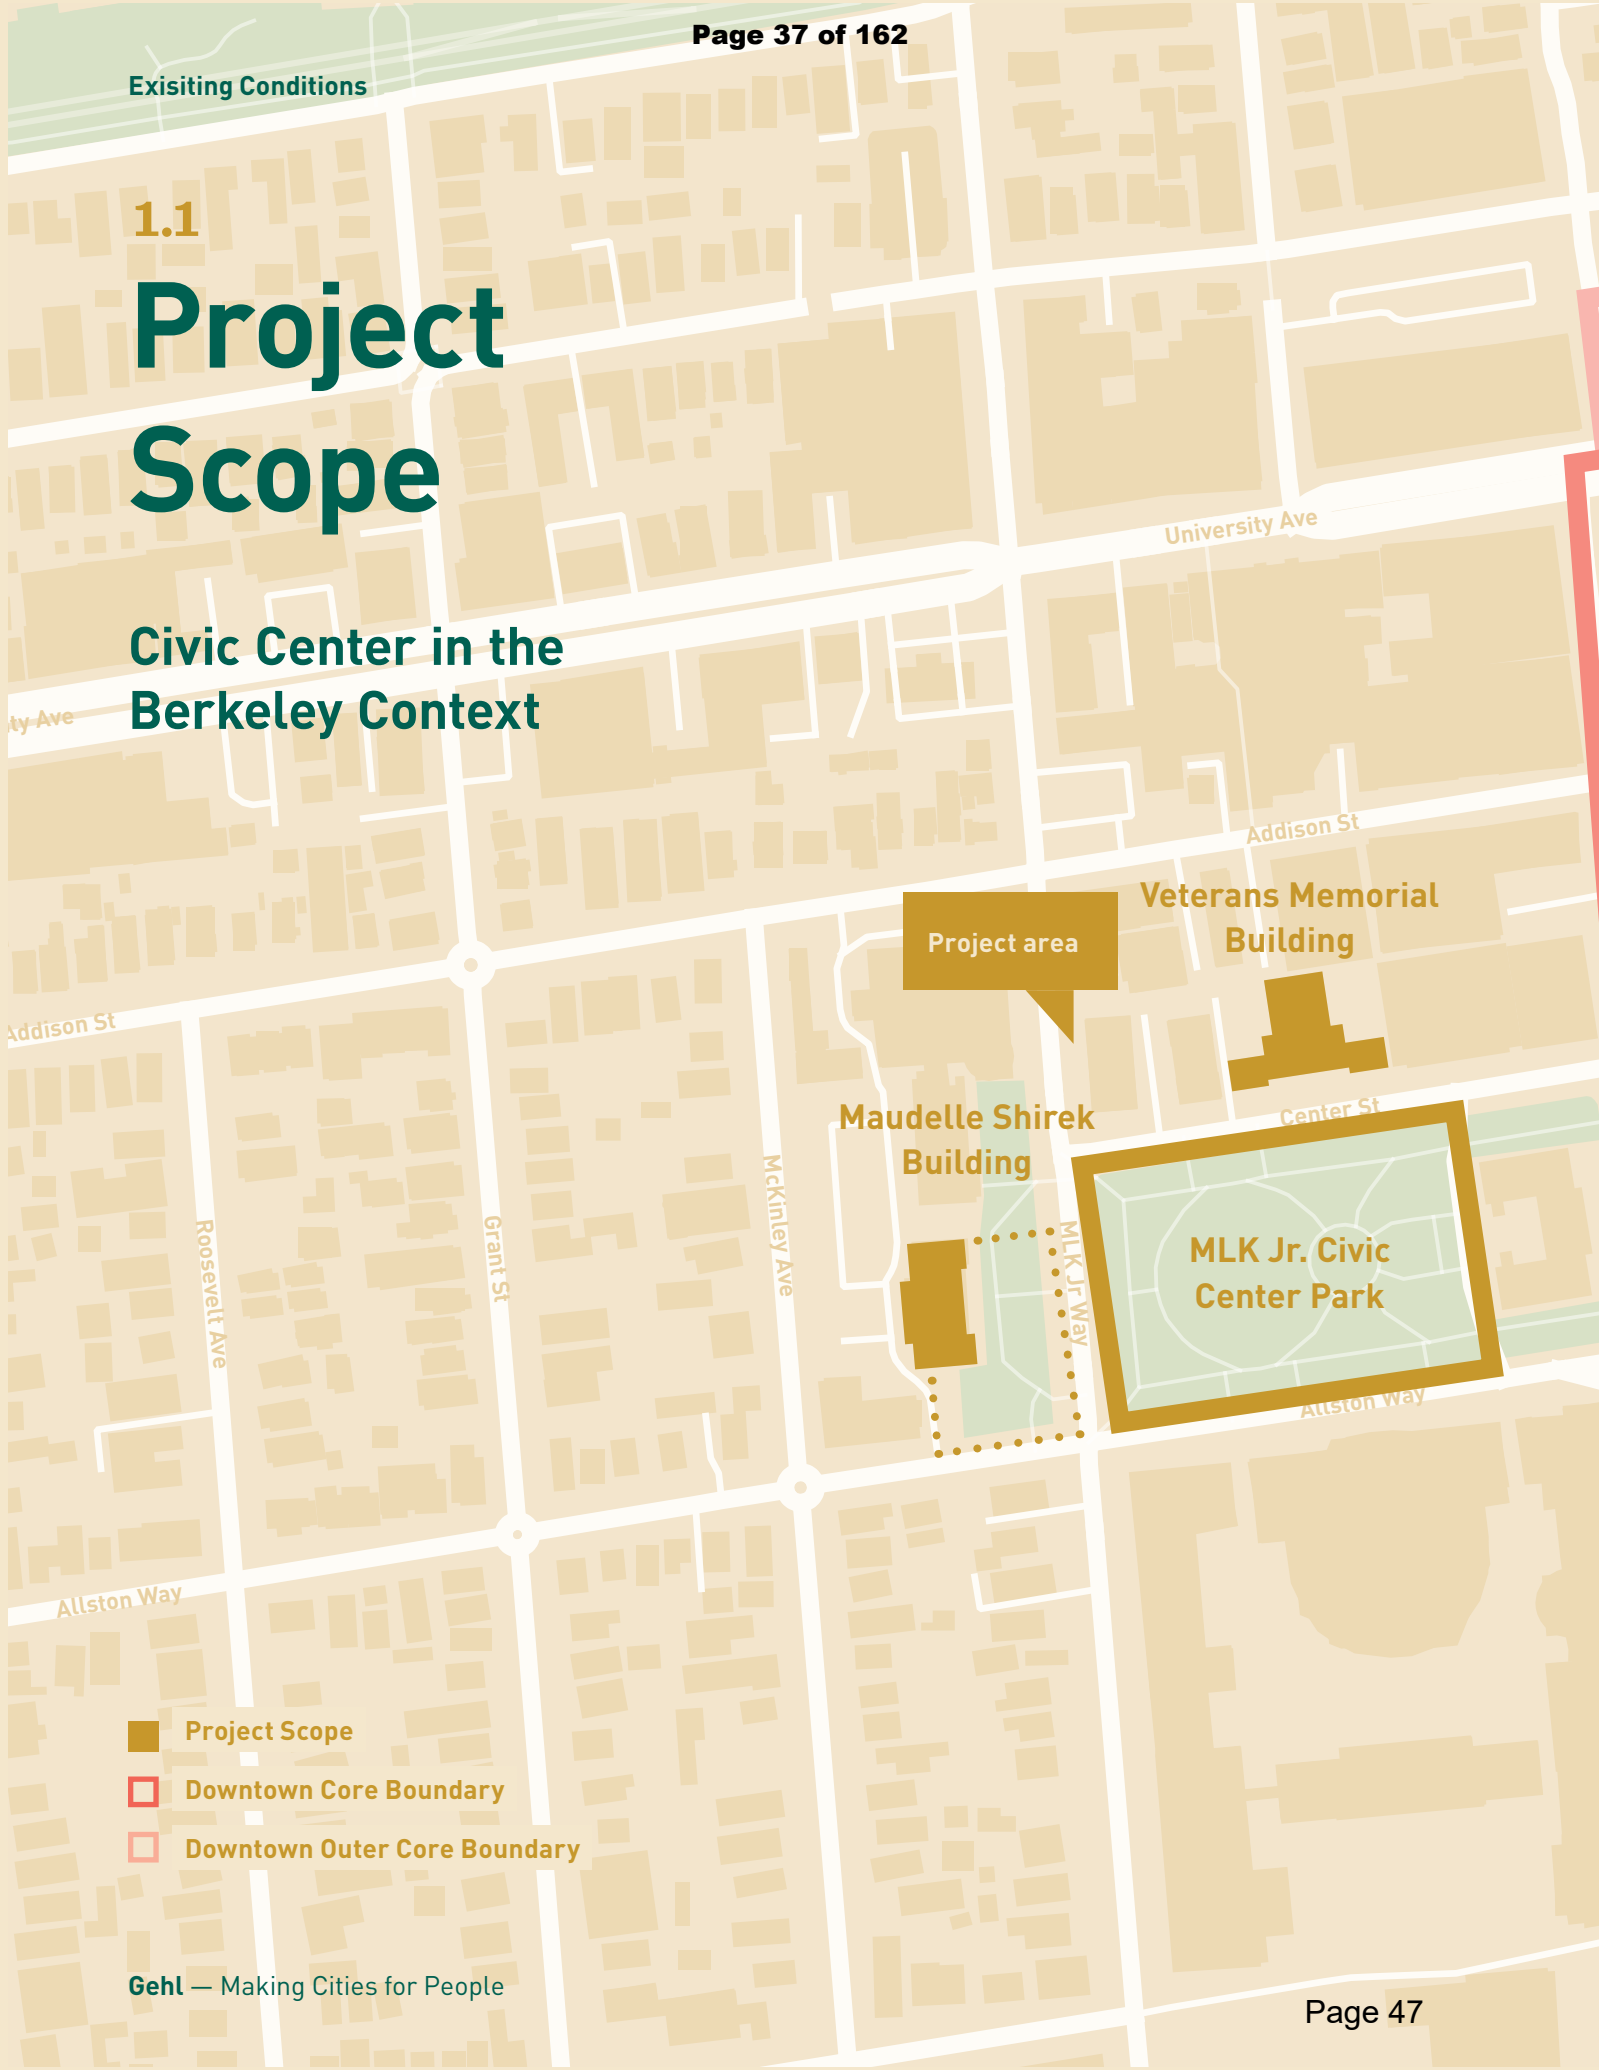 Page 37 of 162
Exisiting Conditions
1.1
Project
Scope
University Ave
Civic Center in the
Berkeley Context
ty Ave
Addison St
Veterans Memorial
Building
Project area
Addison St
Center St
Maudelle Shirek
Building
McKinley Ave
Roosevelt Ave
Grant St
MLK Jr Way
MLK Jr. Civic
Center Park
Allston Way
Allston Way
Project Scope
Downtown Core Boundary
Downtown Outer Core Boundary
Gehl — Making Cities for People
Page 47